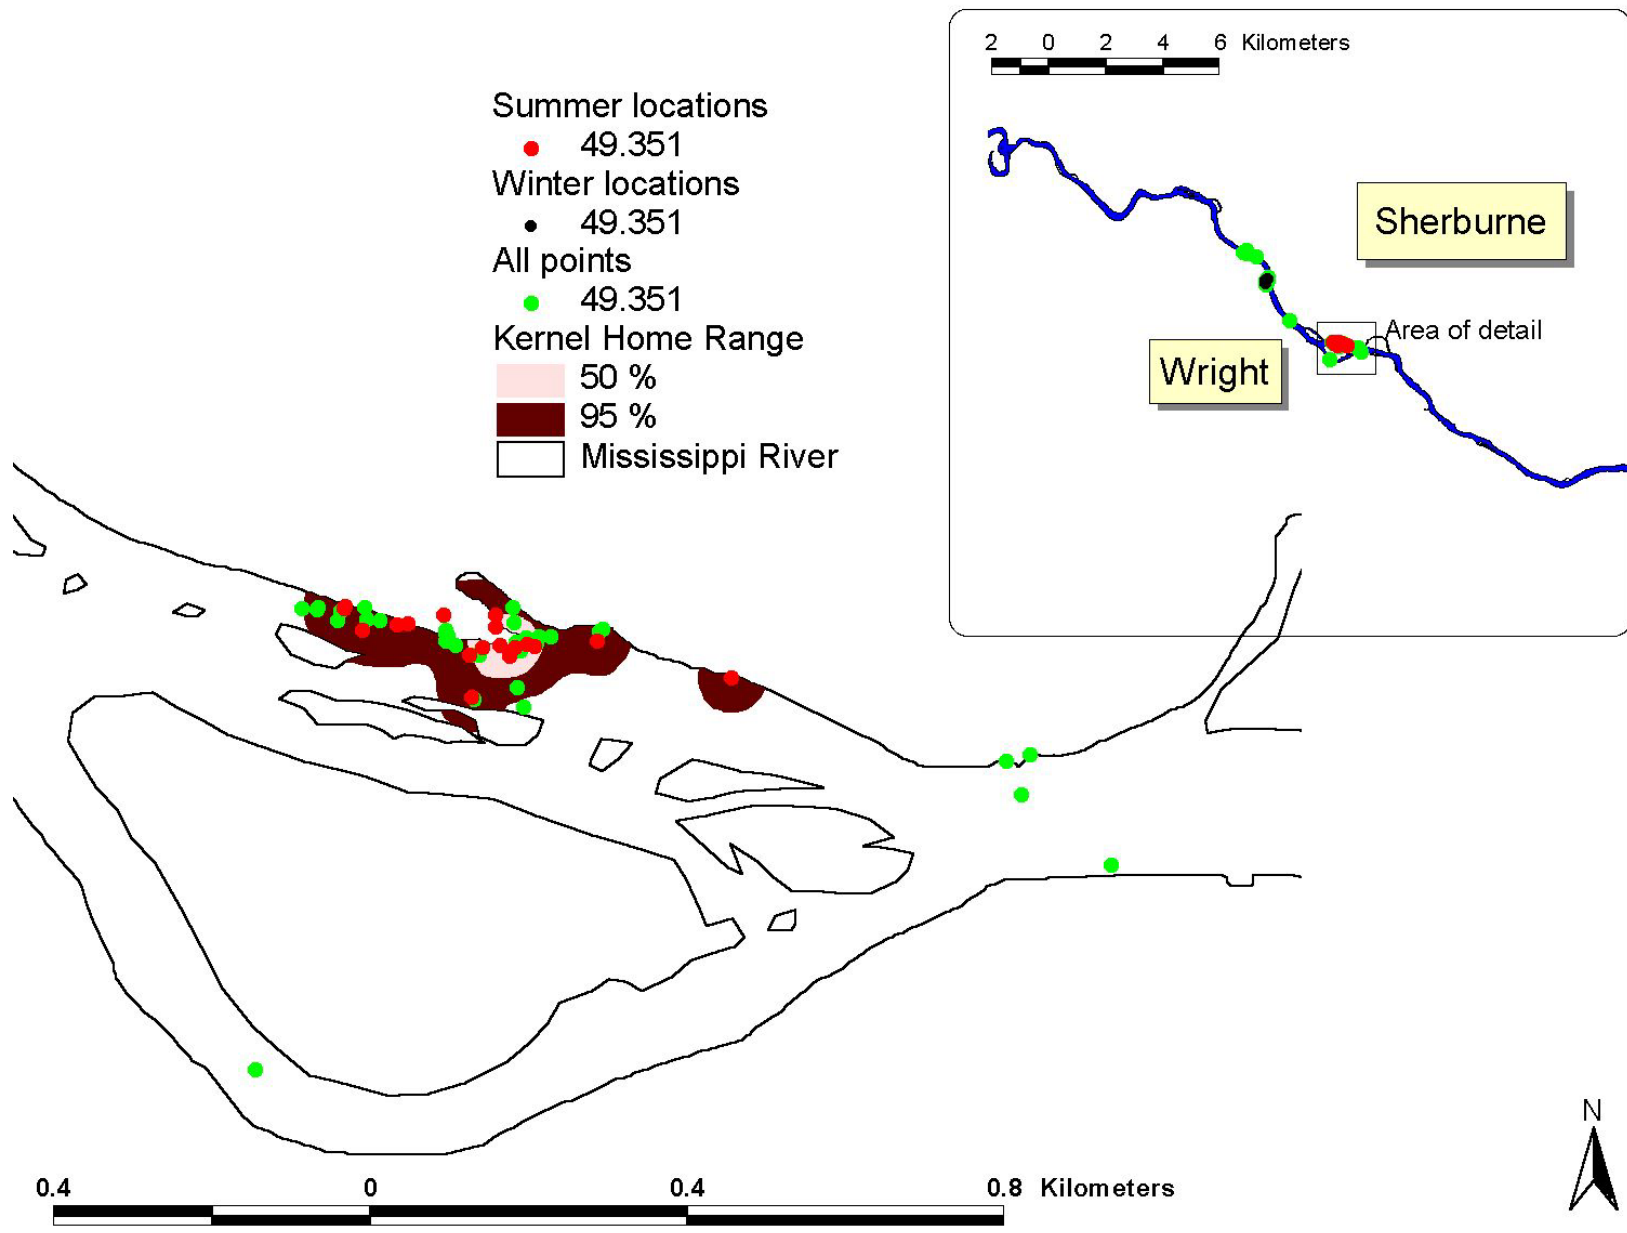 2 0 2 4 6 Kilometers
Summer locations
49.351
Winter locations
49.351
All points
49.351
Kernel Home Range
50 %
95 %
Mississippi River
Sherburne
Area of detail
Wright
N
0.4 0 0.4 0.8 Kilometers